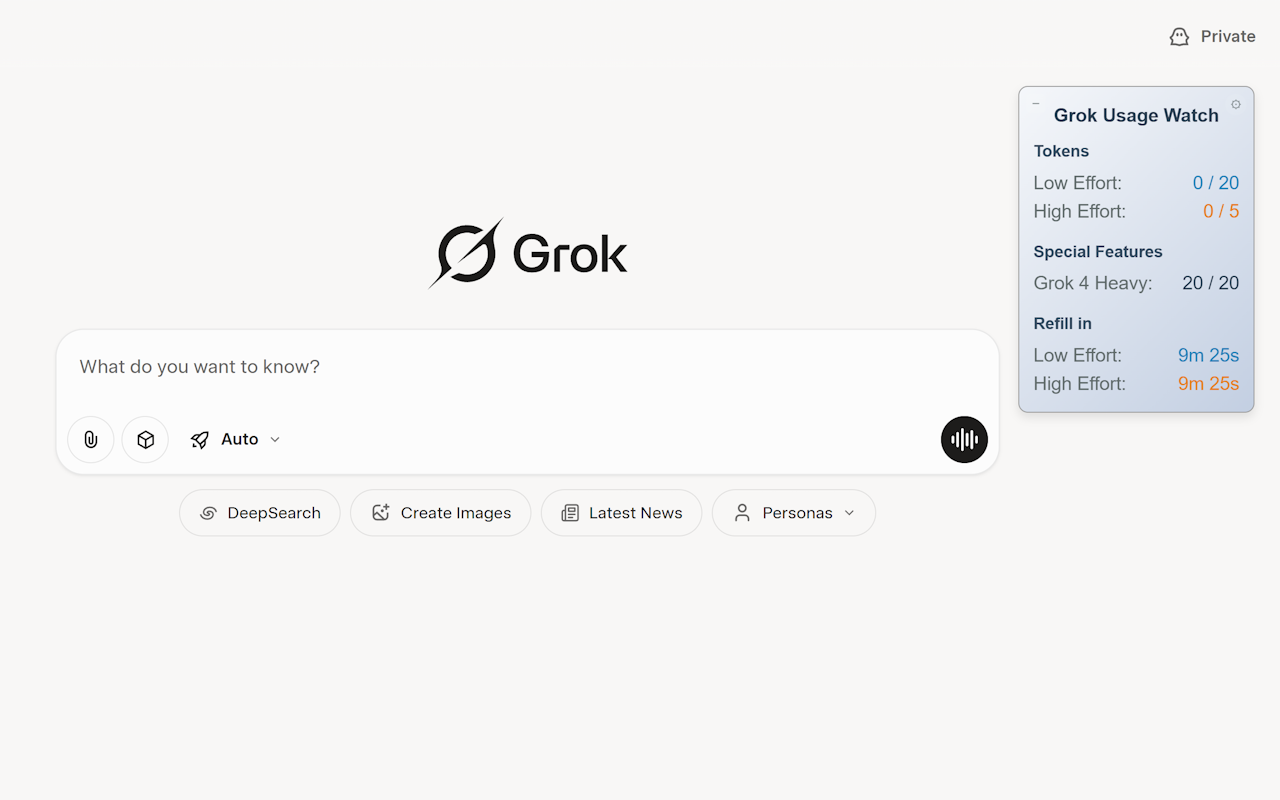 Private
Grok Usage Watch
Tokens
Low Effort: 0 / 20
High Effort: 0 / 5
Special Features
Grok 4 Heavy: 20 / 20
Refill in
Low Effort: 9m 25s
High Effort: 9m 25s
Grok
What do you want to know?
Auto
DeepSearch
Create Images
Latest News
Personas